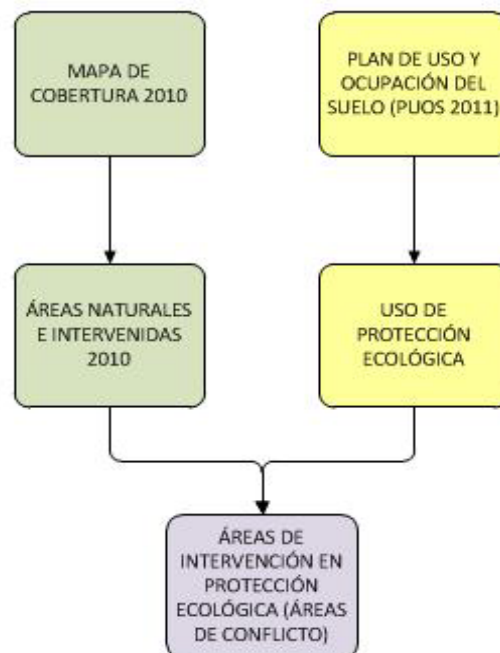 MAPA DE
COBERTURA 2010
PLAN DE USO Y
OCUPACIÓN DEL
SUELO (PUOS 2011)
ÁREAS NATURALES
E INTERVENIDAS
2010
USO DE
PROTECCIÓN
ECOLÓGICA
ÁREAS DE
INTERVENCIÓN EN
PROTECCIÓN
ECOLÓGICA (ÁREAS
DE CONFLICTO)